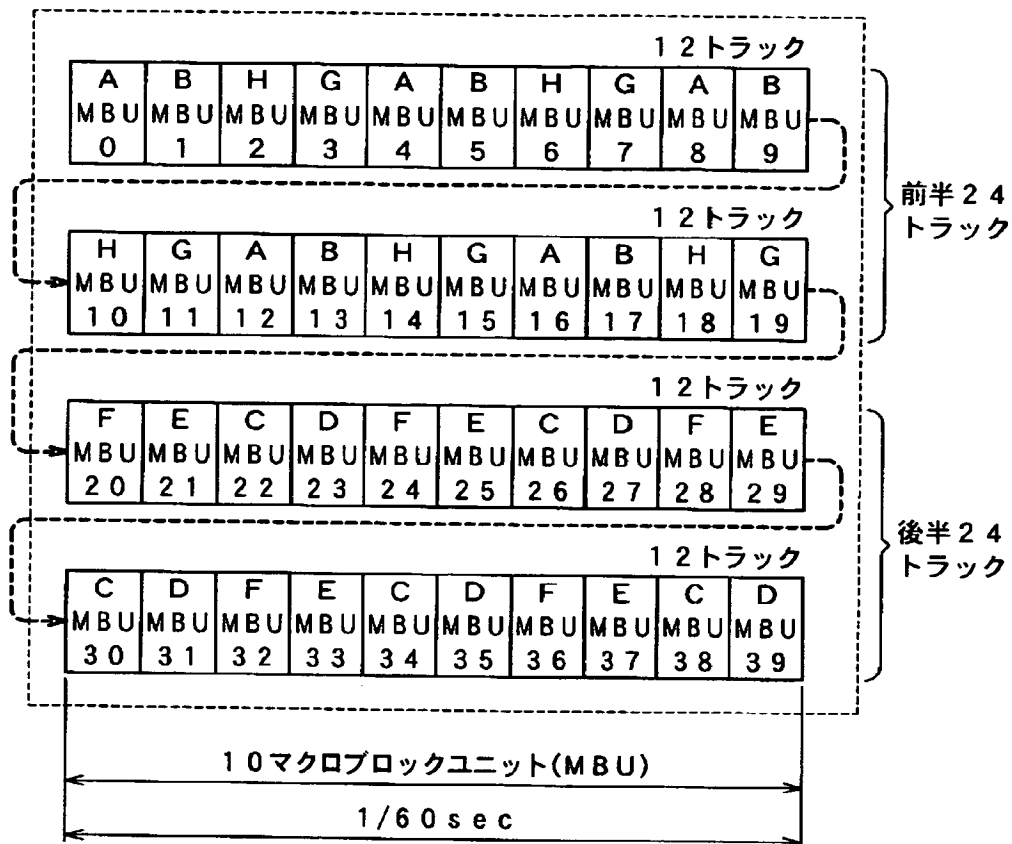 12トラック
A B H G A B H G A B
MBU MBU MBU MBU MBU MBU MBU MBU MBU MBU
0 1 2 3 4 5 6 7 8 9
前半24
トラック
12トラック
H G A B H G A B H G
MBU MBU MBU MBU MBU MBU MBU MBU MBU MBU
10 11 12 13 14 15 16 17 18 19
12トラック
F E C D F E C D F E
MBU MBU MBU MBU MBU MBU MBU MBU MBU MBU
20 21 22 23 24 25 26 27 28 29
後半24
トラック
12トラック
C D F E C D F E C D
MBU MBU MBU MBU MBU MBU MBU MBU MBU MBU
30 31 32 33 34 35 36 37 38 39
10マクロブロックユニット(MBU)
1/60sec